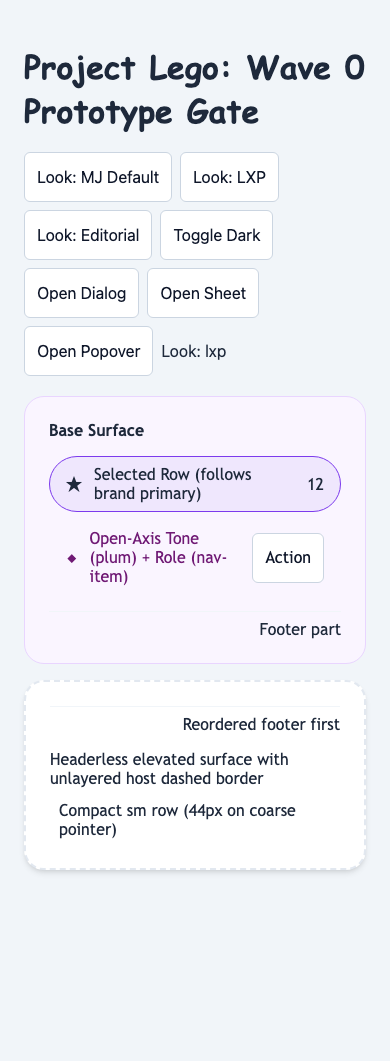 Project Lego: Wave 0
Prototype Gate
Look: MJ Default
Look: LXP
Look: Editorial
Toggle Dark
Open Dialog
Open Sheet
Open Popover
Look: lxp
Base Surface
Selected Row (follows
brand primary)
12
Open-Axis Tone
(plum) + Role (nav-
item)
Action
Footer part
Reordered footer first
Headerless elevated surface with
unlayered host dashed border
Compact sm row (44px on coarse
pointer)